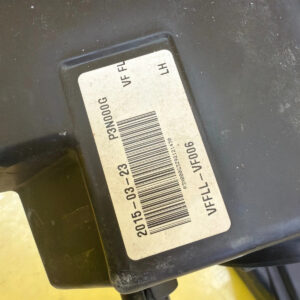 VF FL LH
P3N000G
2015-03-23
VFFLL-VF006